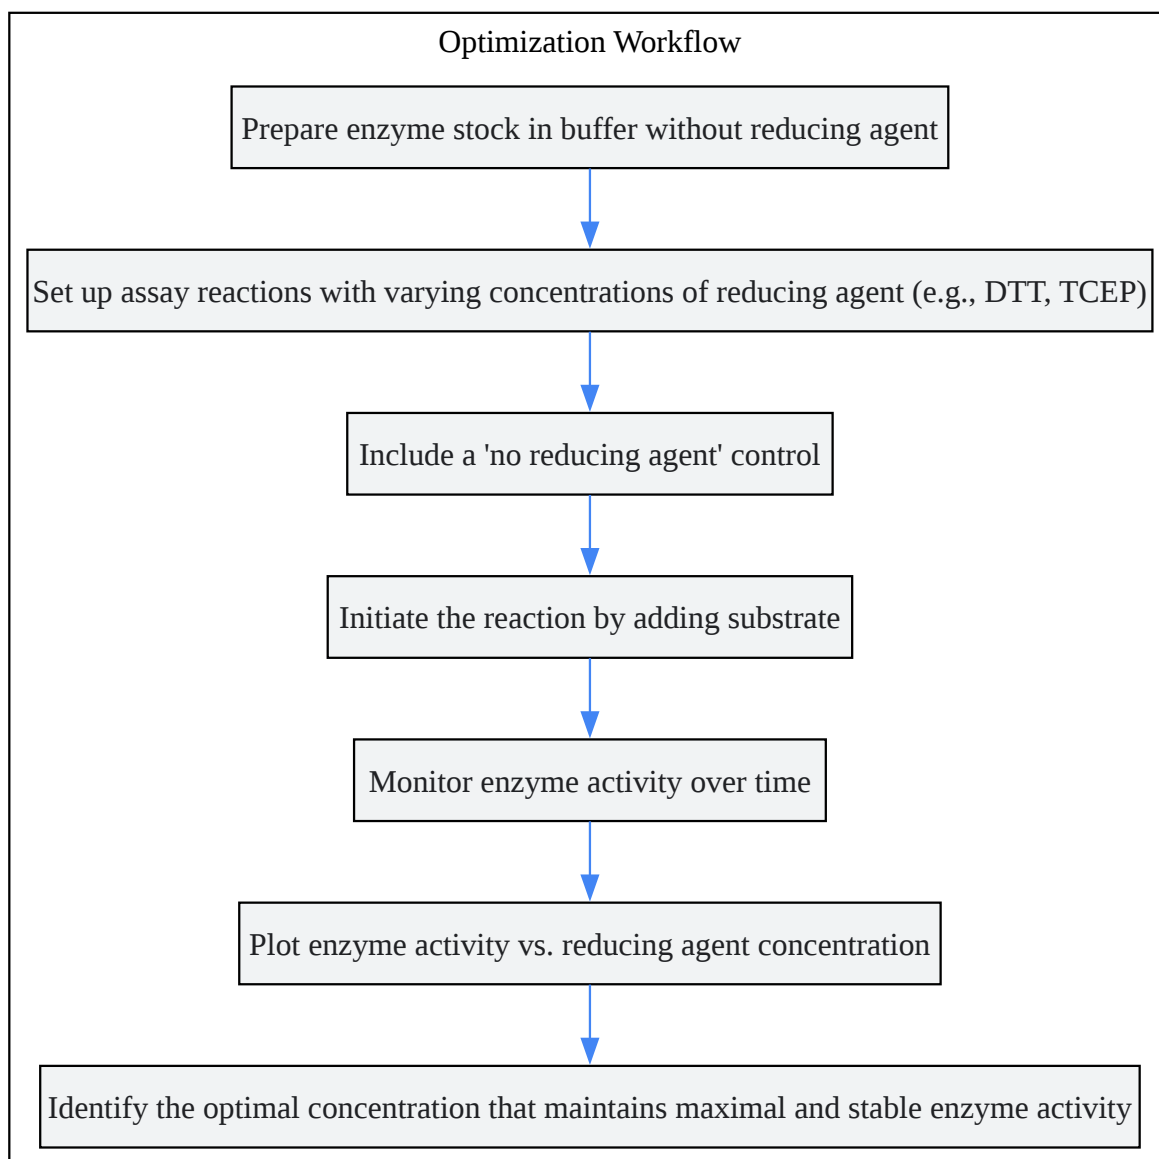 Optimization Workflow
Prepare enzyme stock in buffer without reducing agent
Set up assay reactions with varying concentrations of reducing agent (e.g., DTT, TCEP)
Include a 'no reducing agent' control
Initiate the reaction by adding substrate
Monitor enzyme activity over time
Plot enzyme activity vs. reducing agent concentration
Identify the optimal concentration that maintains maximal and stable enzyme activity